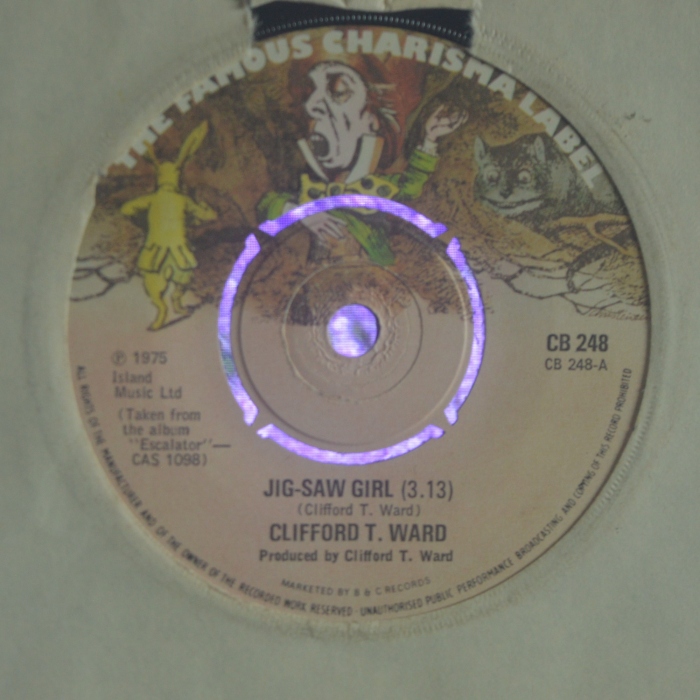 THE FAMOUS CHARISMA LABEL
CB 248
CB 248-A
℗ 1975
Island
Music Ltd
(Taken from
the album
"Escalator"—
CAS 1098)
JIG-SAW GIRL (3.13)
(Clifford T. Ward)
CLIFFORD T. WARD
Produced by Clifford T. Ward
MARKETED BY B & C RECORDS
ALL RIGHTS OF THE MANUFACTURER AND OF THE OWNER OF THE RECORDED WORK RESERVED · UNAUTHORISED PUBLIC PERFORMANCE BROADCASTING AND COPYING OF THIS RECORD PROHIBITED